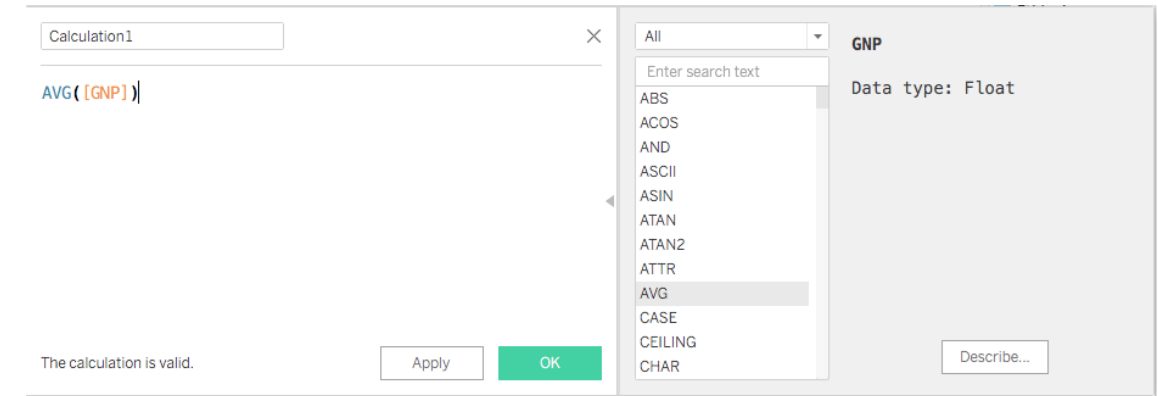 Calculation1
AVG([GNP])
The calculation is valid.
Apply
OK
All
Enter search text
ABS
ACOS
AND
ASCII
ASIN
ATAN
ATAN2
ATTR
AVG
CASE
CEILING
CHAR
GNP
Data type: Float
Describe...